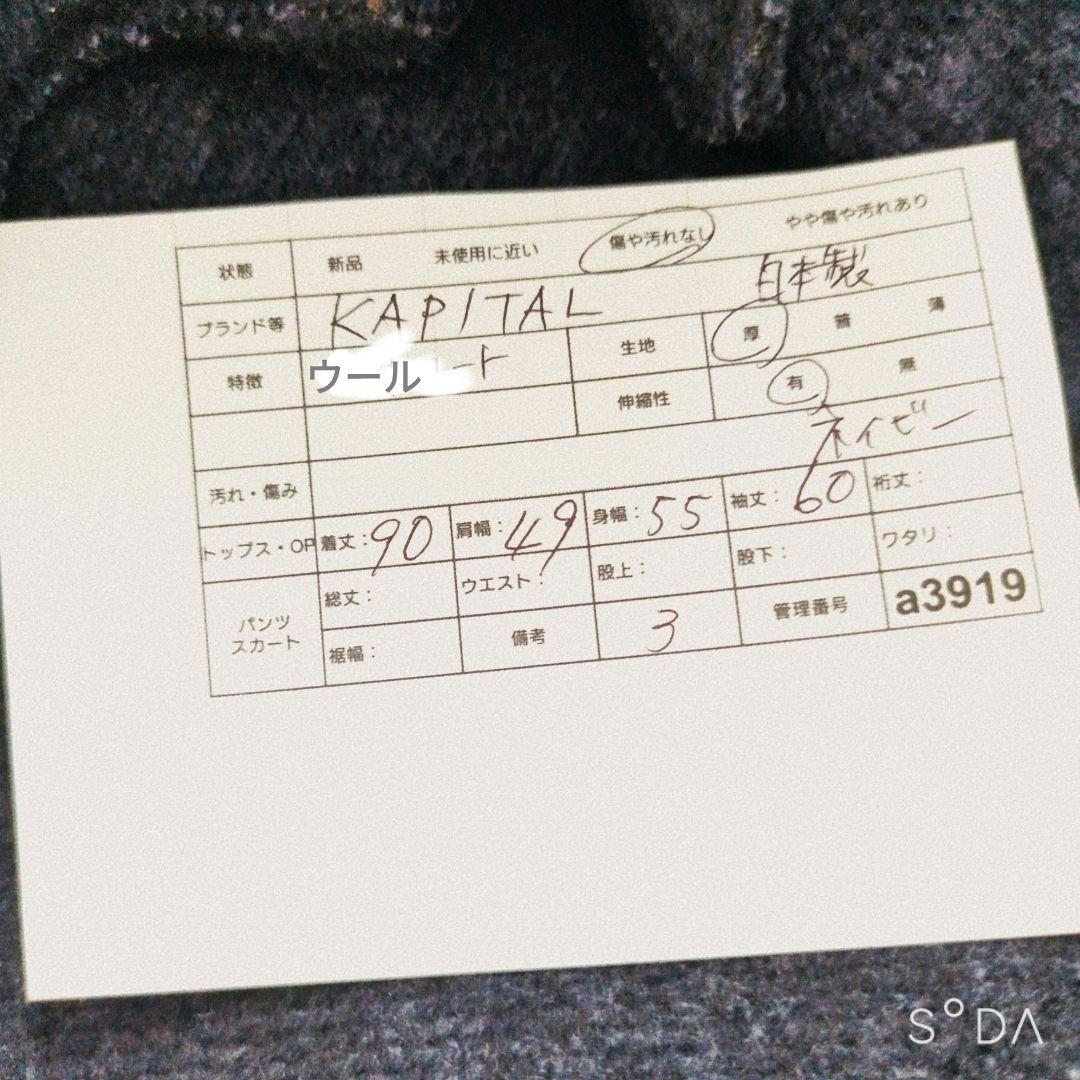 状態 新品 未使用に近い 傷や汚れなし やや傷や汚れあり
ブランド等 KAPITAL 日本製
特徴 ウール ート 生地 厚 普 薄
伸縮性 有 無
ネイビー
汚れ・傷み
トップス・OP 着丈：90 肩幅：49 身幅：55 袖丈：60 裄丈：
パンツ スカート 総丈： ウエスト： 股上： 股下： ワタリ：
裾幅： 備考 3 管理番号 a3919
SODA